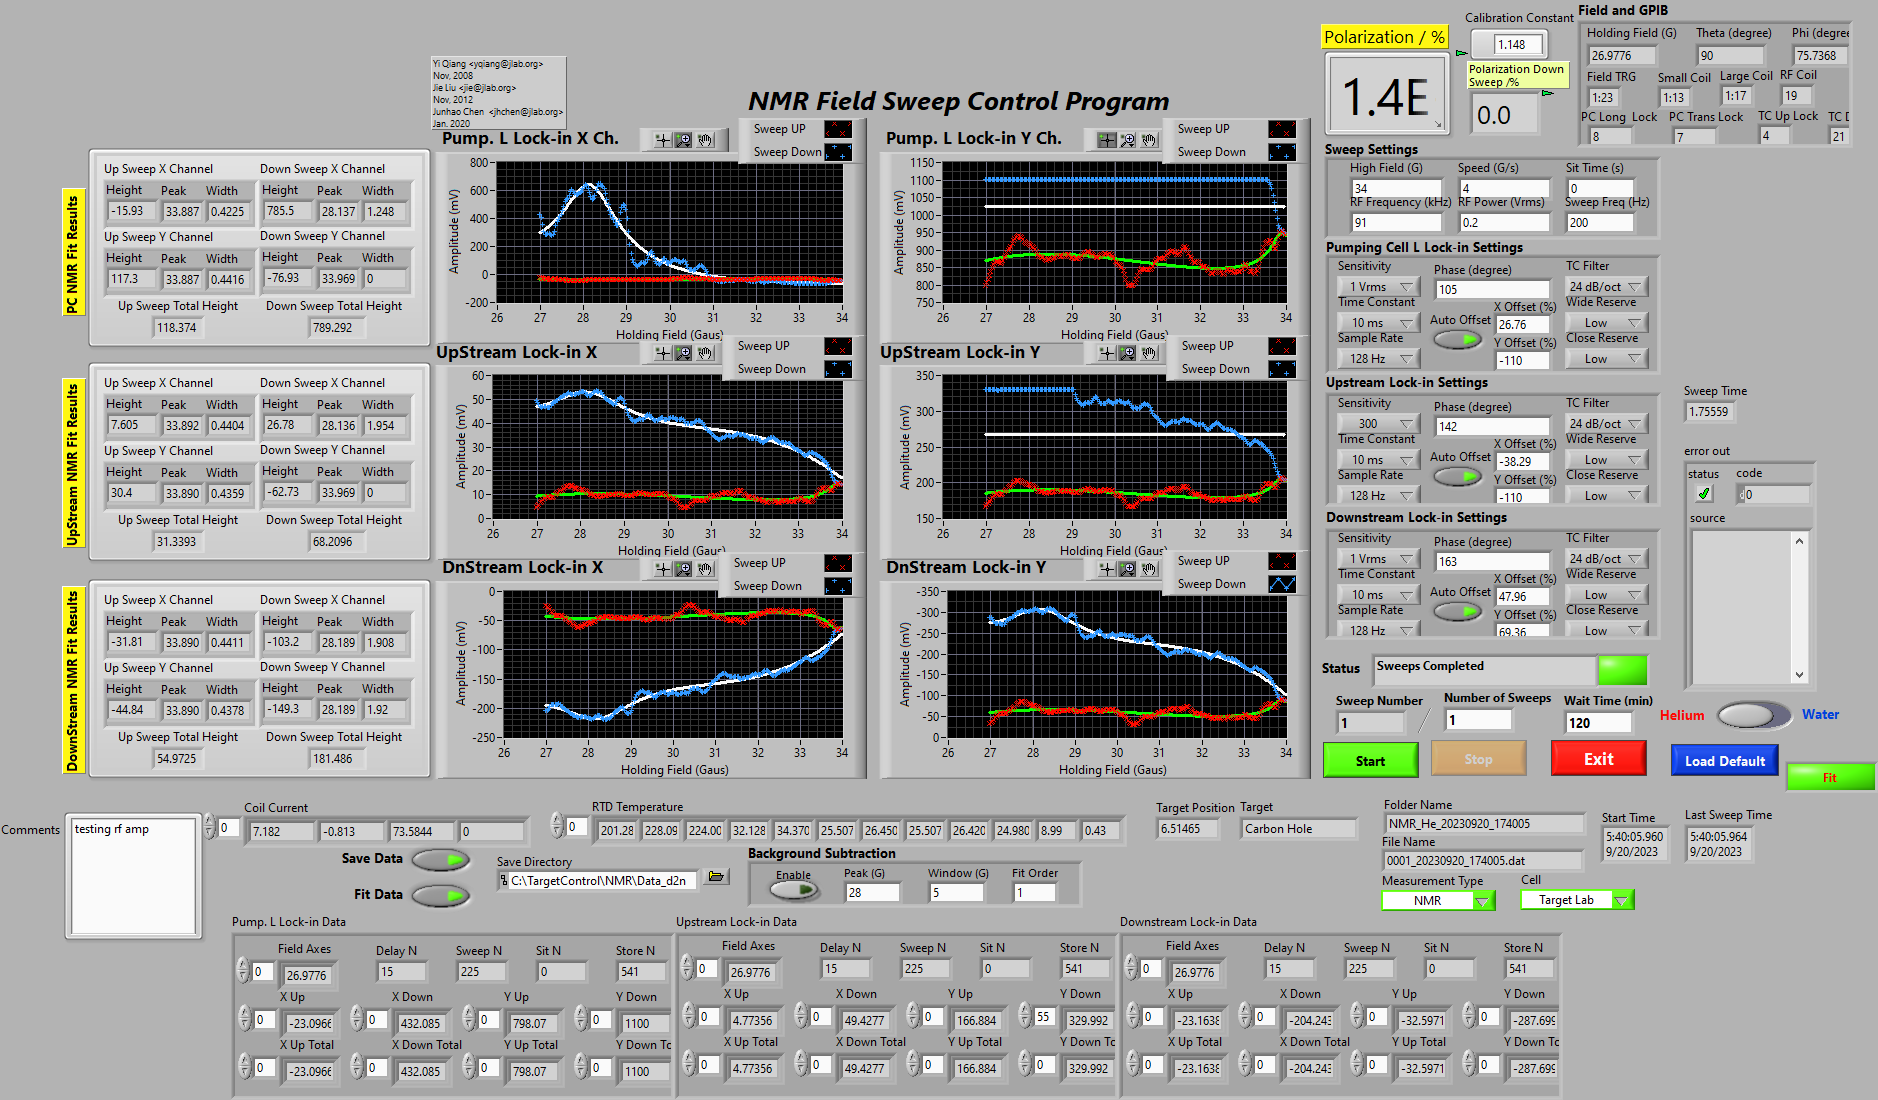 Yi Qiang <yqiang@jlab.org>
Nov, 2008
Jie Liu <jie@jlab.org>
Nov, 2012
Junhao Chen <jhchen@jlab.org>
Jan. 2020
NMR Field Sweep Control Program
Polarization / %
1.4E
Calibration Constant
1.148
Polarization Down
Sweep /%
0.0
Field and GPIB
Holding Field (G) Theta (degree) Phi (degree
26.9776 90 75.7368
Field TRG Small Coil Large Coil RF Coil
1:23 1:13 1:17 19
PC Long Lock PC Trans Lock TC Up Lock TC D
8 7 4 21
PC NMR Fit Results
Up Sweep X Channel Down Sweep X Channel
Height Peak Width Height Peak Width
-15.93 33.887 0.4225 785.5 28.137 1.248
Up Sweep Y Channel Down Sweep Y Channel
Height Peak Width Height Peak Width
117.3 33.887 0.4416 -76.93 33.969 0
Up Sweep Total Height Down Sweep Total Height
118.374 789.292
UpStream NMR Fit Results
Up Sweep X Channel Down Sweep X Channel
Height Peak Width Height Peak Width
7.605 33.892 0.4404 26.78 28.136 1.954
Up Sweep Y Channel Down Sweep Y Channel
Height Peak Width Height Peak Width
30.4 33.890 0.4359 -62.73 33.969 0
Up Sweep Total Height Down Sweep Total Height
31.3393 68.2096
DownStream NMR Fit Results
Up Sweep X Channel Down Sweep X Channel
Height Peak Width Height Peak Width
-31.81 33.890 0.4411 -103.2 28.189 1.908
Up Sweep Y Channel Down Sweep Y Channel
Height Peak Width Height Peak Width
-44.84 33.890 0.4378 -149.3 28.189 1.92
Up Sweep Total Height Down Sweep Total Height
54.9725 181.486
Pump. L Lock-in X Ch.
Sweep UP
Sweep Down
Amplitude (mV)
800
600
400
200
0
-200
26 27 28 29 30 31 32 33 34
Holding Field (Gaus)
Pump. L Lock-in Y Ch.
Sweep UP
Sweep Down
Amplitude (mV)
1150
1100
1050
1000
950
900
850
800
750
26 27 28 29 30 31 32 33 34
Holding Field (Gaus)
UpStream Lock-in X
Sweep UP
Sweep Down
Amplitude (mV)
60
50
40
30
20
10
0
26 27 28 29 30 31 32 33 34
Holding Field (Gaus)
UpStream Lock-in Y
Sweep UP
Sweep Down
Amplitude (mV)
350
300
250
200
150
26 27 28 29 30 31 32 33 34
Holding Field (Gaus)
DnStream Lock-in X
Sweep UP
Sweep Down
Amplitude (mV)
0
-50
-100
-150
-200
-250
26 27 28 29 30 31 32 33 34
Holding Field (Gaus)
DnStream Lock-in Y
Sweep UP
Sweep Down
Amplitude (mV)
-350
-300
-250
-200
-150
-100
-50
0
26 27 28 29 30 31 32 33 34
Holding Field (Gaus)
Sweep Settings
High Field (G) Speed (G/s) Sit Time (s)
34 4 0
RF Frequency (kHz) RF Power (Vrms) Sweep Freq (Hz)
91 0.2 200
Pumping Cell L Lock-in Settings
Sensitivity Phase (degree) TC Filter
1 Vrms 105 24 dB/oct
Time Constant X Offset (%) Wide Reserve
10 ms Auto Offset 26.76 Low
Sample Rate Y Offset (%) Close Reserve
128 Hz -110 Low
Upstream Lock-in Settings
Sensitivity Phase (degree) TC Filter
300 142 24 dB/oct
Time Constant X Offset (%) Wide Reserve
10 ms Auto Offset -38.29 Low
Sample Rate Y Offset (%) Close Reserve
128 Hz -110 Low
Downstream Lock-in Settings
Sensitivity Phase (degree) TC Filter
1 Vrms 163 24 dB/oct
Time Constant X Offset (%) Wide Reserve
10 ms Auto Offset 47.96 Low
Sample Rate Y Offset (%) Close Reserve
128 Hz 69.36 Low
Sweep Time
1.75559
error out
status code
0
source
Status Sweeps Completed
Sweep Number Number of Sweeps Wait Time (min)
1 / 1 120
Helium Water
Start Stop Exit Load Default Fit
Comments
testing rf amp
Coil Current
0 7.182 -0.813 73.5844 0
RTD Temperature
0 201.28 228.09 224.00 32.128 34.370 25.507 26.450 25.507 26.420 24.980 8.99 0.43
Target Position Target
6.51465 Carbon Hole
Folder Name
NMR_He_20230920_174005
File Name
0001_20230920_174005.dat
Start Time Last Sweep Time
5:40:05.960 5:40:05.964
9/20/2023 9/20/2023
Measurement Type Cell
NMR Target Lab
Save Data
Fit Data
Save Directory
C:\TargetControl\NMR\Data_d2n
Background Subtraction
Enable Peak (G) Window (G) Fit Order
28 5 1
Pump. L Lock-in Data
Field Axes Delay N Sweep N Sit N Store N
0 26.9776 15 225 0 541
X Up X Down Y Up Y Down
0 -23.0966 0 432.085 0 798.07 0 1100
X Up Total X Down Total Y Up Total Y Down To
0 -23.0966 0 432.085 0 798.07 0 1100
Upstream Lock-in Data
Field Axes Delay N Sweep N Sit N Store N
0 26.9776 15 225 0 541
X Up X Down Y Up Y Down
0 4.77356 0 49.4277 0 166.884 55 329.992
X Up Total X Down Total Y Up Total Y Down To
0 4.77356 0 49.4277 0 166.884 0 329.992
Downstream Lock-in Data
Field Axes Delay N Sweep N Sit N Store N
0 26.9776 15 225 0 541
X Up X Down Y Up Y Down
0 -23.1638 0 -204.243 0 -32.5971 0 -287.699
X Up Total X Down Total Y Up Total Y Down To
0 -23.1638 0 -204.243 0 -32.5971 0 -287.699